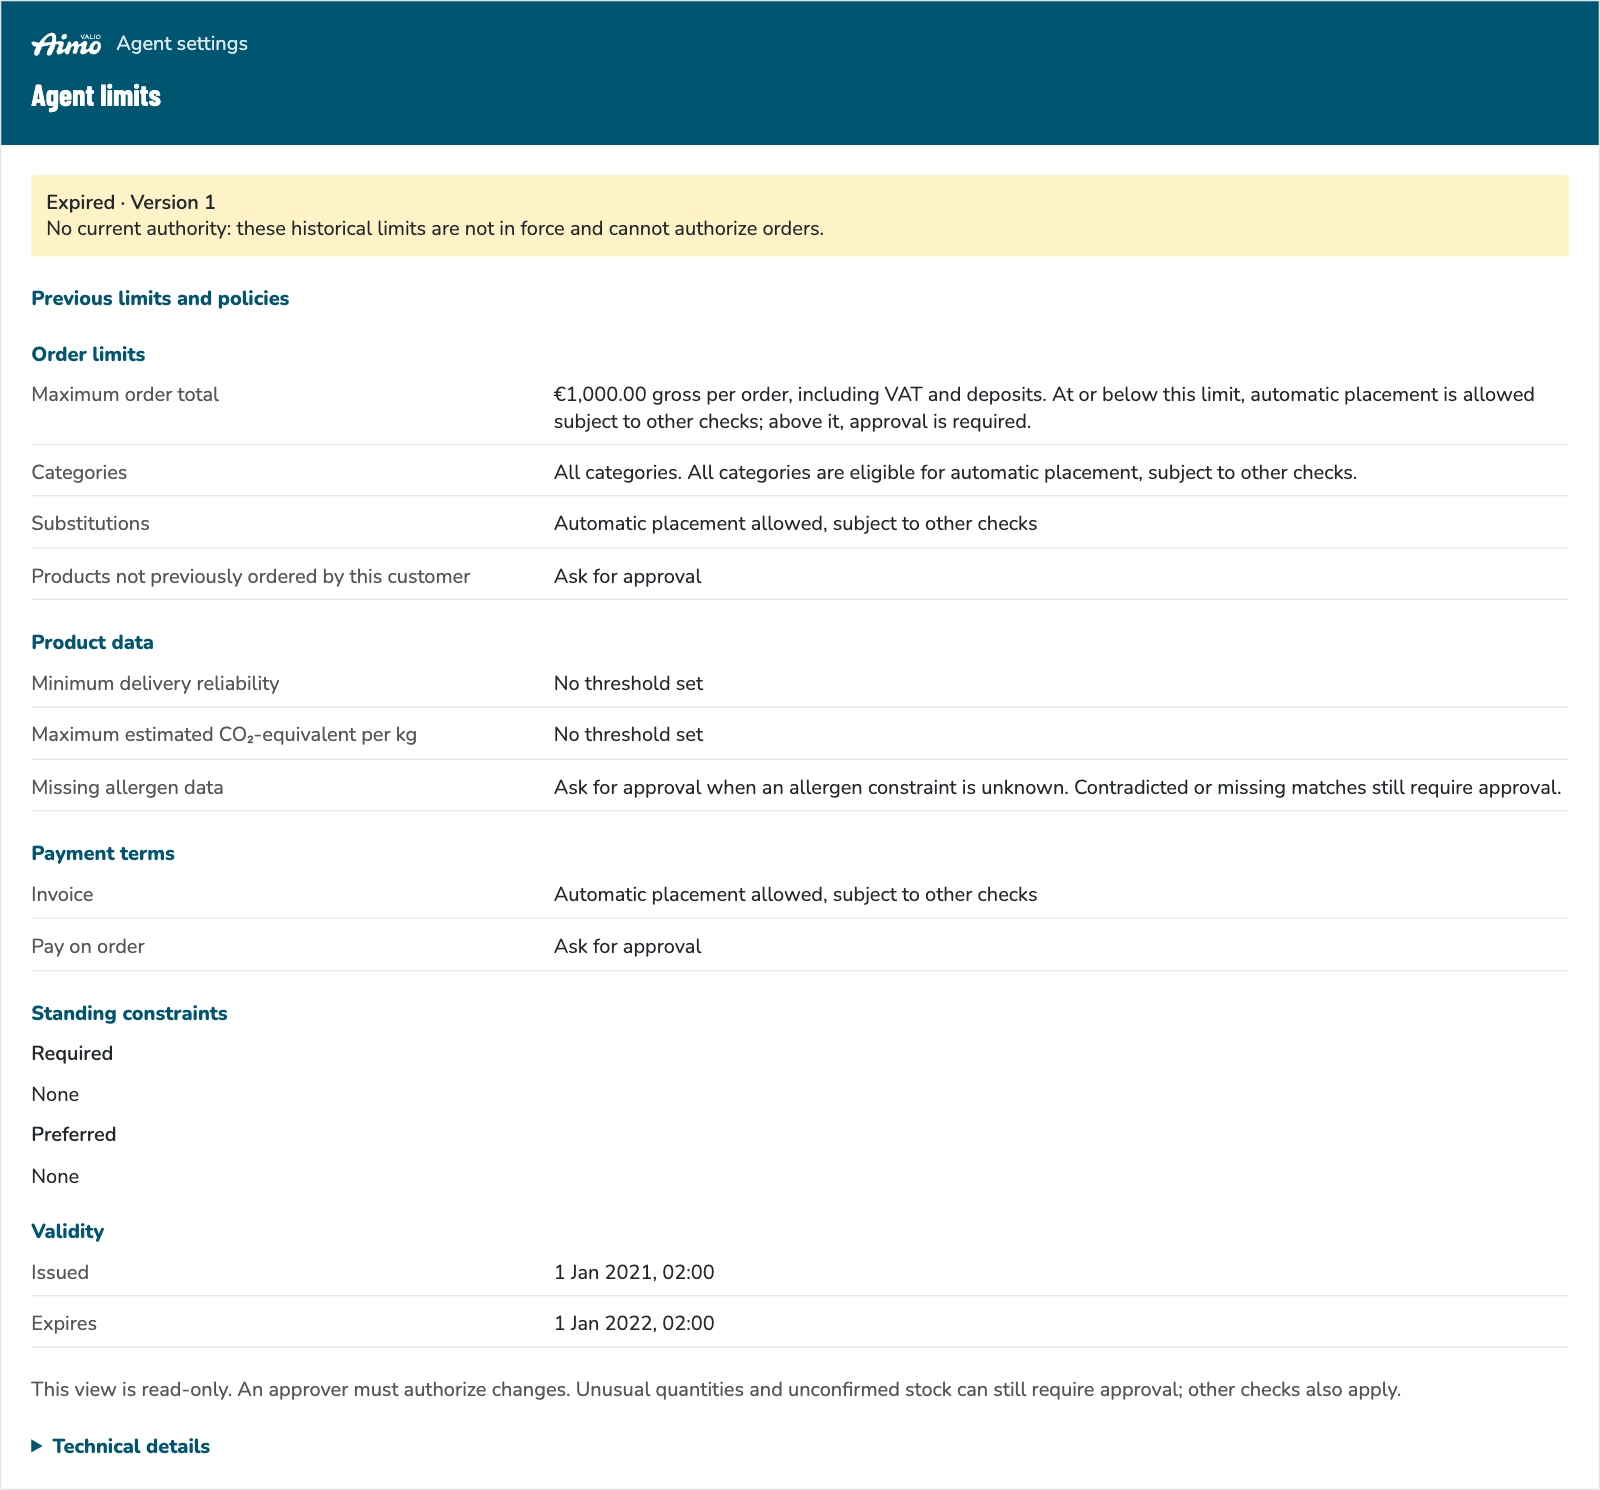 Aimo VALIO Agent settings
Agent limits
Expired · Version 1
No current authority: these historical limits are not in force and cannot authorize orders.
Previous limits and policies
Order limits
Maximum order total €1,000.00 gross per order, including VAT and deposits. At or below this limit, automatic placement is allowed
subject to other checks; above it, approval is required.
Categories All categories. All categories are eligible for automatic placement, subject to other checks.
Substitutions Automatic placement allowed, subject to other checks
Products not previously ordered by this customer Ask for approval
Product data
Minimum delivery reliability No threshold set
Maximum estimated CO₂-equivalent per kg No threshold set
Missing allergen data Ask for approval when an allergen constraint is unknown. Contradicted or missing matches still require approval.
Payment terms
Invoice Automatic placement allowed, subject to other checks
Pay on order Ask for approval
Standing constraints
Required
None
Preferred
None
Validity
Issued 1 Jan 2021, 02:00
Expires 1 Jan 2022, 02:00
This view is read-only. An approver must authorize changes. Unusual quantities and unconfirmed stock can still require approval; other checks also apply.
Technical details